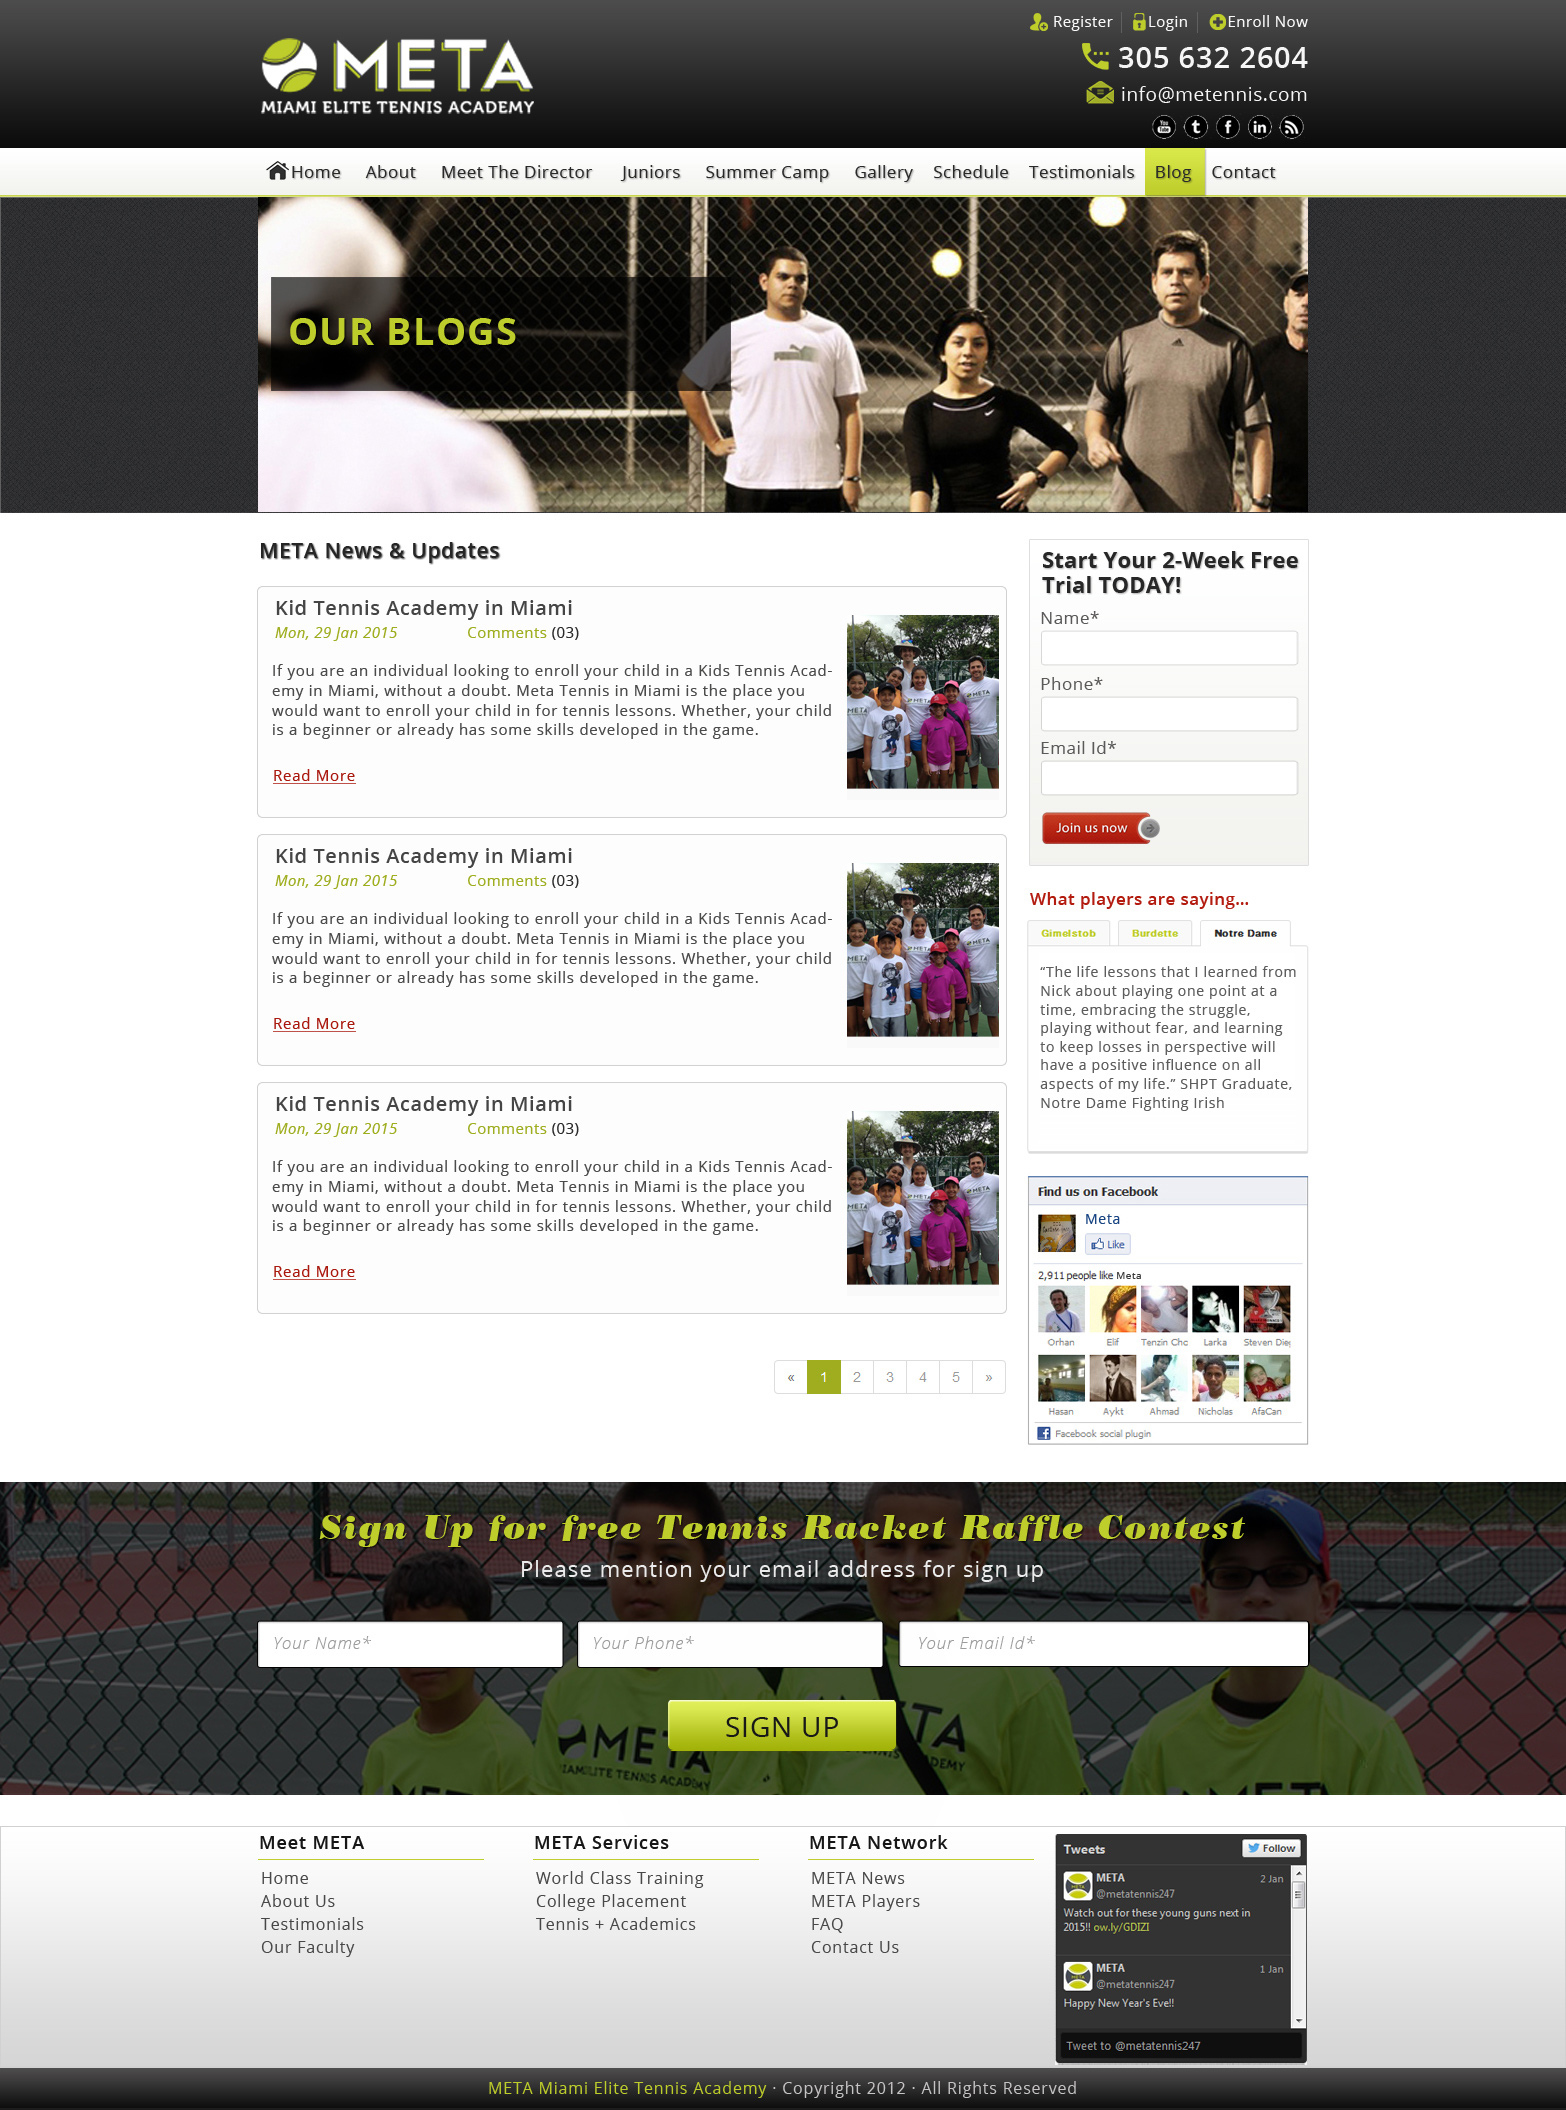 Register
Login
Enroll Now
META
MIAMI ELITE TENNIS ACADEMY
305 632 2604
info@metennis.com
Home About Meet The Director Juniors Summer Camp Gallery Schedule Testimonials Blog Contact
OUR BLOGS
META News & Updates
Kid Tennis Academy in Miami
Mon, 29 Jan 2015 Comments (03)
If you are an individual looking to enroll your child in a Kids Tennis Acad-
emy in Miami, without a doubt. Meta Tennis in Miami is the place you
would want to enroll your child in for tennis lessons. Whether, your child
is a beginner or already has some skills developed in the game.
Read More
Kid Tennis Academy in Miami
Mon, 29 Jan 2015 Comments (03)
If you are an individual looking to enroll your child in a Kids Tennis Acad-
emy in Miami, without a doubt. Meta Tennis in Miami is the place you
would want to enroll your child in for tennis lessons. Whether, your child
is a beginner or already has some skills developed in the game.
Read More
Kid Tennis Academy in Miami
Mon, 29 Jan 2015 Comments (03)
If you are an individual looking to enroll your child in a Kids Tennis Acad-
emy in Miami, without a doubt. Meta Tennis in Miami is the place you
would want to enroll your child in for tennis lessons. Whether, your child
is a beginner or already has some skills developed in the game.
Read More
« 1 2 3 4 5 »
Start Your 2-Week Free
Trial TODAY!
Name*
Phone*
Email Id*
Join us now
What players are saying...
Gimelstob Burdette Notre Dame
“The life lessons that I learned from
Nick about playing one point at a
time, embracing the struggle,
playing without fear, and learning
to keep losses in perspective will
have a positive influence on all
aspects of my life.” SHPT Graduate,
Notre Dame Fighting Irish
Find us on Facebook
Meta
Like
2,911 people like Meta
Orhan Elif Tenzin Cho Larka Steven Dieg
Hasan Aykt Ahmad Nicholas AfaCan
Facebook social plugin
Sign Up for free Tennis Racket Raffle Contest
Please mention your email address for sign up
Your Name* Your Phone* Your Email Id*
SIGN UP
META
MIAMI ELITE TENNIS ACADEMY
Meet META
Home
About Us
Testimonials
Our Faculty
META Services
World Class Training
College Placement
Tennis + Academics
META Network
META News
META Players
FAQ
Contact Us
Tweets Follow
META 2 Jan
@metatennis247
Watch out for these young guns next in
2015!! ow.ly/GDIZI
META 1 Jan
@metatennis247
Happy New Year's Eve!!
Tweet to @metatennis247
META Miami Elite Tennis Academy · Copyright 2012 · All Rights Reserved